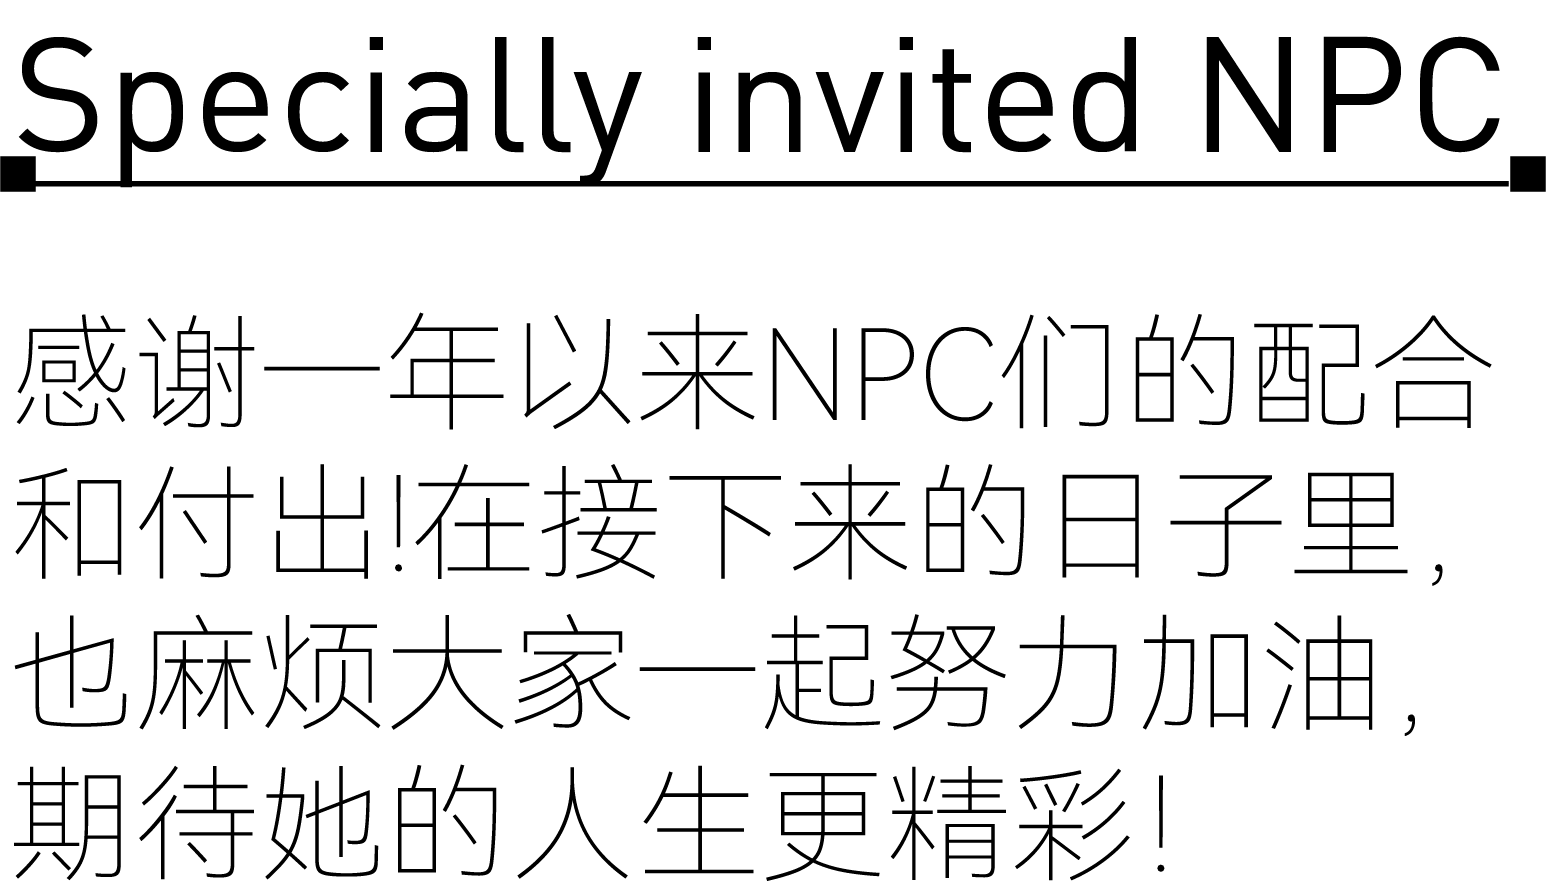 Specially invited NPC
感谢一年以来NPC们的配合
和付出!在接下来的日子里，
也麻烦大家一起努力加油，
期待她的人生更精彩！